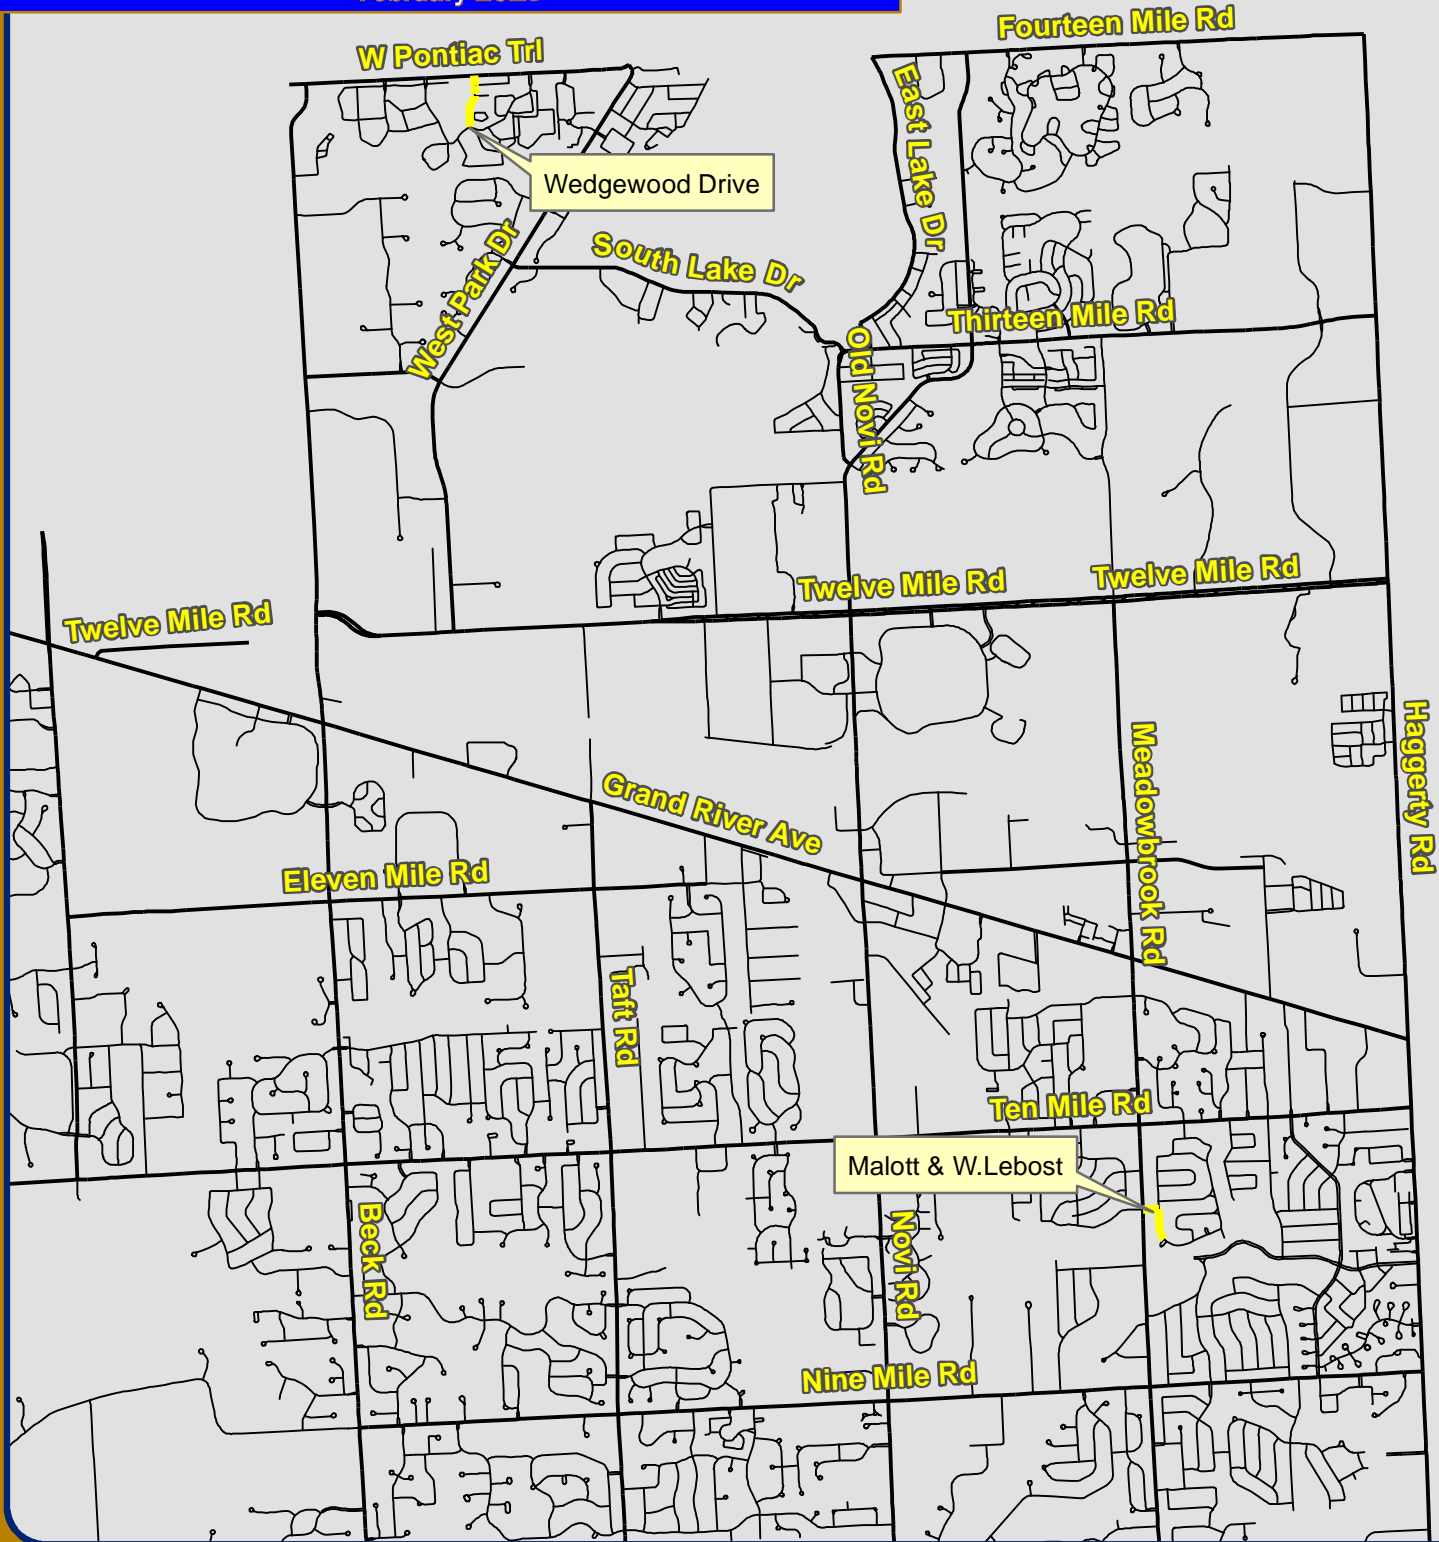 Fourteen Mile Rd
W Pontiac Trl
East Lake Dr
Wedgewood Drive
West Park Dr
South Lake Dr
Thirteen Mile Rd
Old Novi Rd
Twelve Mile Rd
Twelve Mile Rd
Twelve Mile Rd
Haggerty Rd
Meadowbrook Rd
Grand River Ave
Eleven Mile Rd
Taft Rd
Ten Mile Rd
Malott & W.Lebost
Beck Rd
Novi Rd
Nine Mile Rd